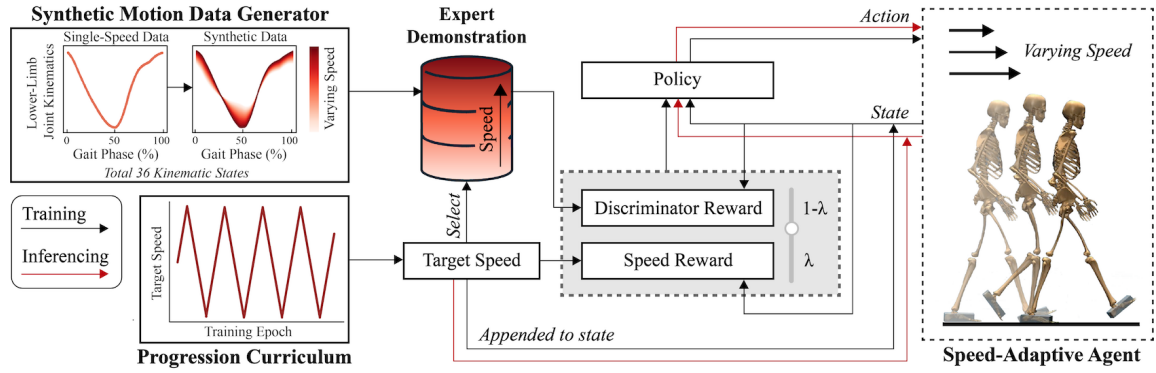 Synthetic Motion Data Generator
Single-Speed Data
Synthetic Data
Lower-Limb
Joint Kinematics
Varying Speed
0
50
100
0
50
100
Gait Phase (%)
Gait Phase (%)
Total 36 Kinematic States
Training
Inferencing
Target Speed
Training Epoch
Progression Curriculum
Expert
Demonstration
Speed
Select
Target Speed
Appended to state
Policy
Discriminator Reward
Speed Reward
1-λ
λ
Action
State
Varying Speed
Speed-Adaptive Agent